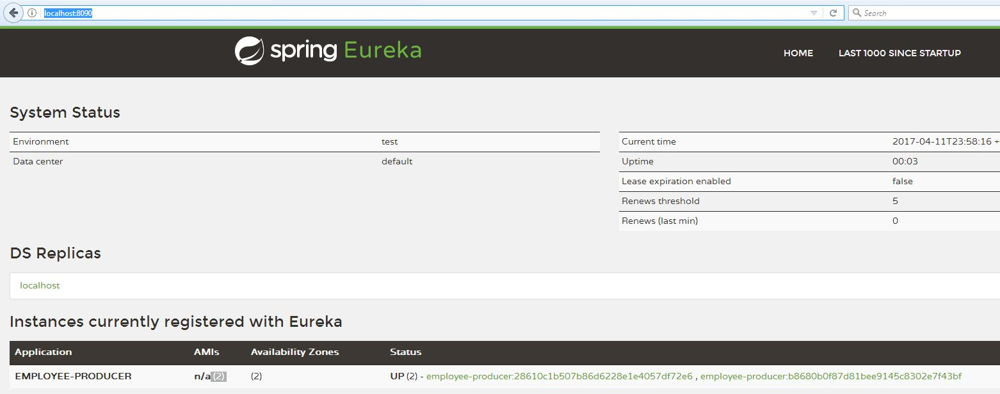 localhost:8090
Search
spring Eureka
HOME LAST 1000 SINCE STARTUP
System Status
Environment test
Data center default
Current time 2017-04-11T23:58:16 +
Uptime 00:03
Lease expiration enabled false
Renews threshold 5
Renews (last min) 0
DS Replicas
localhost
Instances currently registered with Eureka
Application AMIs Availability Zones Status
EMPLOYEE-PRODUCER n/a (2) (2) UP (2) - employee-producer:28610c1b507b86d6228e1e4057df72e6 , employee-producer:b8680b0f87d81bee9145c8302e7f43bf